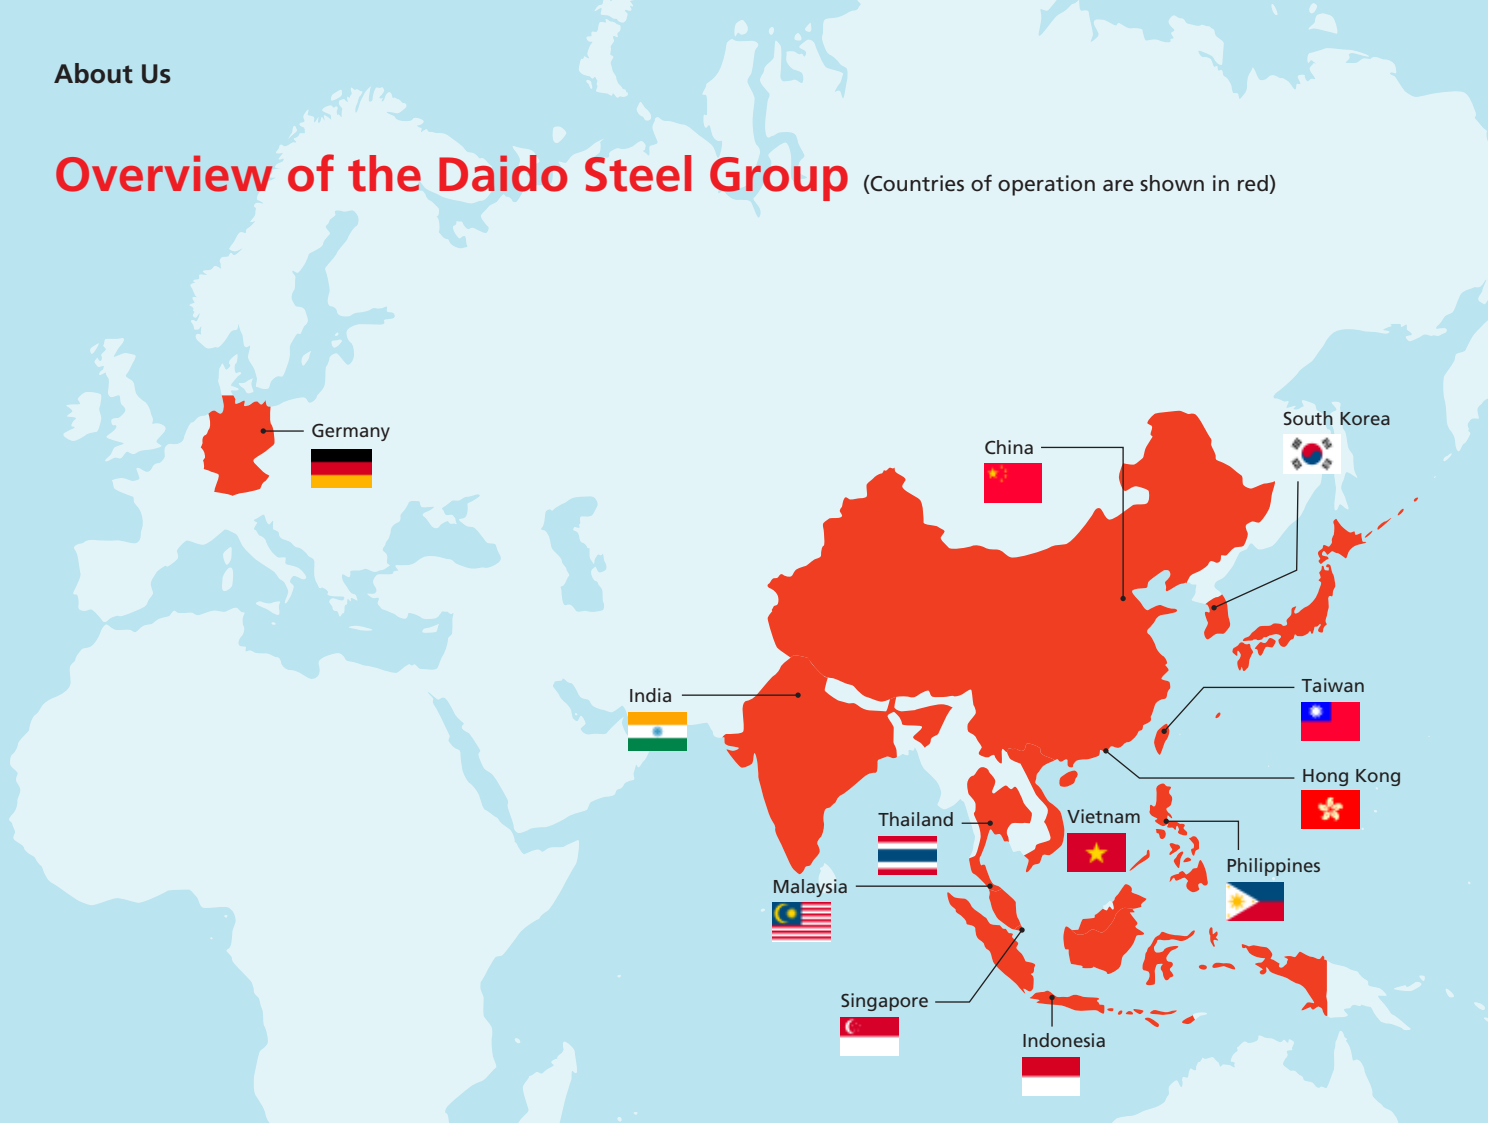 About Us
Overview of the Daido Steel Group (Countries of operation are shown in red)
South Korea
Germany
China
Taiwan
India
Hong Kong
Vietnam
Thailand
Philippines
Malaysia
Singapore
Indonesia